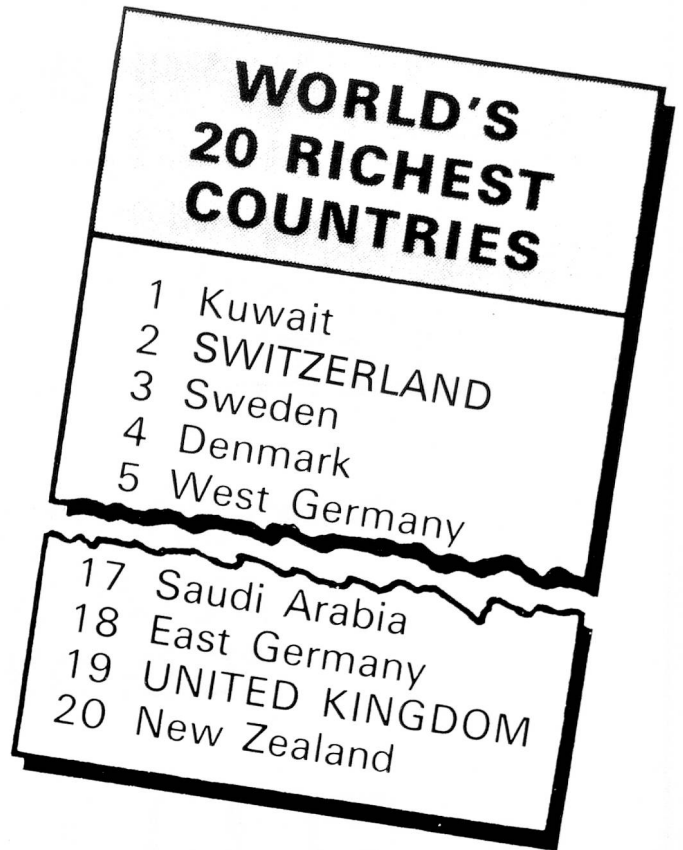 WORLD'S
20 RICHEST
COUNTRIES
1 Kuwait
2 SWITZERLAND
3 Sweden
4 Denmark
5 West Germany
17 Saudi Arabia
18 East Germany
19 UNITED KINGDOM
20 New Zealand